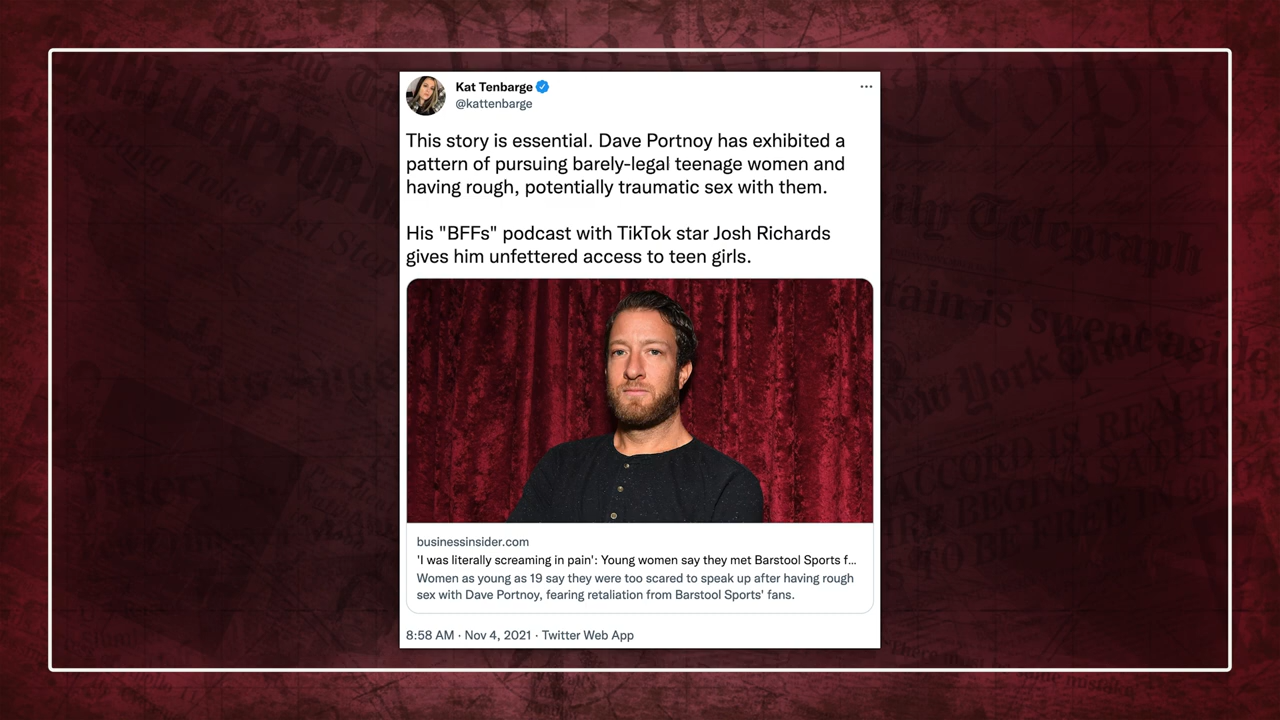 Kat Tenbarge
@kattenbarge
This story is essential. Dave Portnoy has exhibited a
pattern of pursuing barely-legal teenage women and
having rough, potentially traumatic sex with them.
His "BFFs" podcast with TikTok star Josh Richards
gives him unfettered access to teen girls.
businessinsider.com
'I was literally screaming in pain': Young women say they met Barstool Sports f...
Women as young as 19 say they were too scared to speak up after having rough
sex with Dave Portnoy, fearing retaliation from Barstool Sports' fans.
8:58 AM · Nov 4, 2021 · Twitter Web App